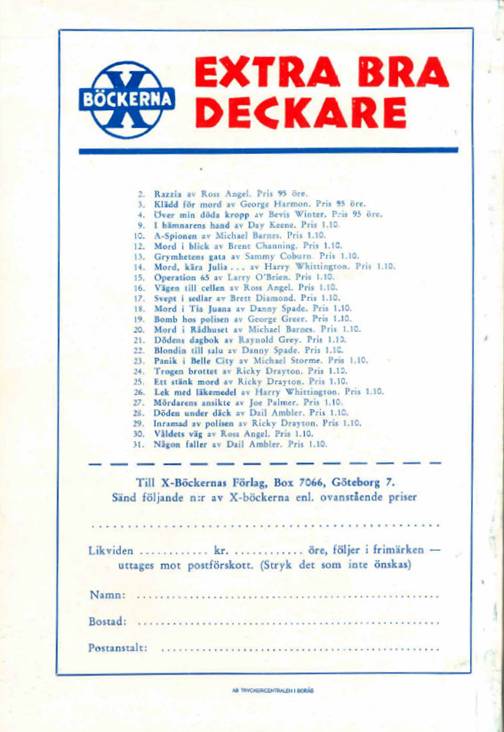 X
BÖCKERNA
EXTRA BRA
DECKARE
2. Razzia av Ross Angel. Pris 95 öre.
3. Klädd för mord av George Harmon. Pris 95 öre.
4. Över min döda kropp av Bevis Winter. Pris 95 öre.
9. I hämnarens hand av Day Keene. Pris 1.10.
10. A-Spionen av Michael Barnes. Pris 1.10.
12. Mord i blick av Brent Channing. Pris 1.10.
13. Grymhetens gata av Sammy Coburn. Pris 1.10.
14. Mord, kära Julia . . . av Harry Whittington. Pris 1.10.
15. Operation 65 av Larry O'Brien. Pris 1.10.
16. Vägen till cellen av Ross Angel. Pris 1.10.
17. Svept i sedlar av Brett Diamond. Pris 1.10.
18. Mord i Tia Juana av Danny Spade. Pris 1.10.
19. Bomb hos polisen av George Greer. Pris 1.10.
20. Mord i Rådhuset av Michael Barnes. Pris 1.10.
21. Dödens dagbok av Raynold Grey. Pris 1.10.
22. Blondin till salu av Danny Spade. Pris 1.10.
23. Panik i Belle City av Michael Storme. Pris 1.10.
24. Trogen brottet av Ricky Drayton. Pris 1.10.
25. Ett stänk mord av Ricky Drayton. Pris 1.10.
26. Lek med läkemedel av Harry Whittington. Pris 1.10.
27. Mördarens ansikte av Joe Palmer. Pris 1.10.
28. Döden under däck av Dail Ambler. Pris 1.10.
29. Inramad av polisen av Ricky Drayton. Pris 1.10.
30. Våldets väg av Ross Angel. Pris 1.10.
31. Någon faller av Dail Ambler. Pris 1.10.
Till X-Böckernas Förlag, Box 7066, Göteborg 7.
Sänd följande n:r av X-böckerna enl. ovanstående priser
Likviden ............ kr. ............ öre, följer i frimärken —
uttages mot postförskott. (Stryk det som inte önskas)
Namn: ............
Bostad: ............
Postanstalt: ............
AB TRYCKERICENTRALEN I BORÅS